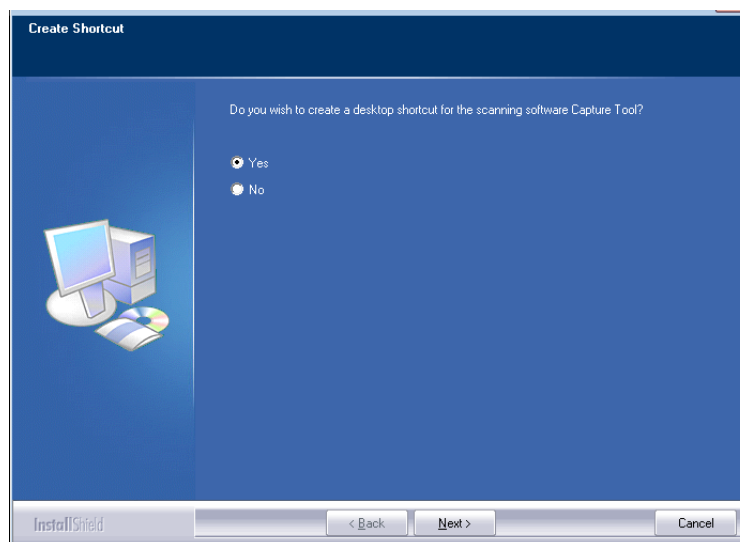 Create Shortcut
Do you wish to create a desktop shortcut for the scanning software Capture Tool?
Yes
No
InstallShield
< Back
Next >
Cancel